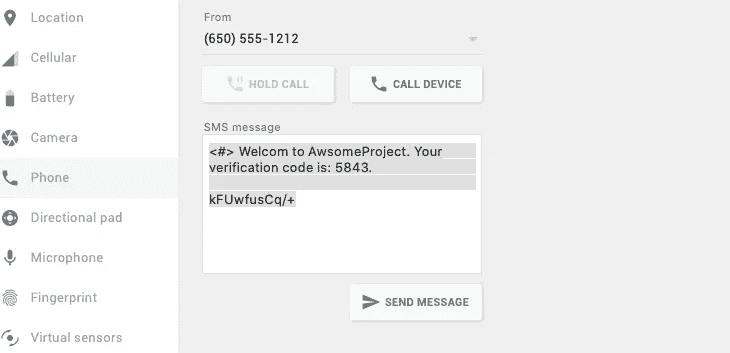 Location
Cellular
Battery
Camera
Phone
Directional pad
Microphone
Fingerprint
Virtual sensors
From
(650) 555-1212
HOLD CALL
CALL DEVICE
SMS message
<#> Welcom to AwsomeProject. Your
verification code is: 5843.
kFUwfusCq/+
SEND MESSAGE